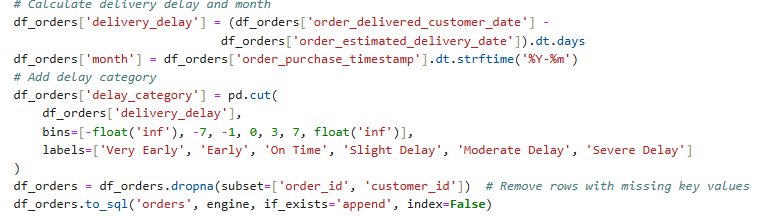 # Calculate delivery delay and month
df_orders['delivery_delay'] = (df_orders['order_delivered_customer_date'] -
                             df_orders['order_estimated_delivery_date']).dt.days
df_orders['month'] = df_orders['order_purchase_timestamp'].dt.strftime('%Y-%m')
# Add delay category
df_orders['delay_category'] = pd.cut(
    df_orders['delivery_delay'],
    bins=[-float('inf'), -7, -1, 0, 3, 7, float('inf')],
    labels=['Very Early', 'Early', 'On Time', 'Slight Delay', 'Moderate Delay', 'Severe Delay']
)
df_orders = df_orders.dropna(subset=['order_id', 'customer_id'])  # Remove rows with missing key values
df_orders.to_sql('orders', engine, if_exists='append', index=False)